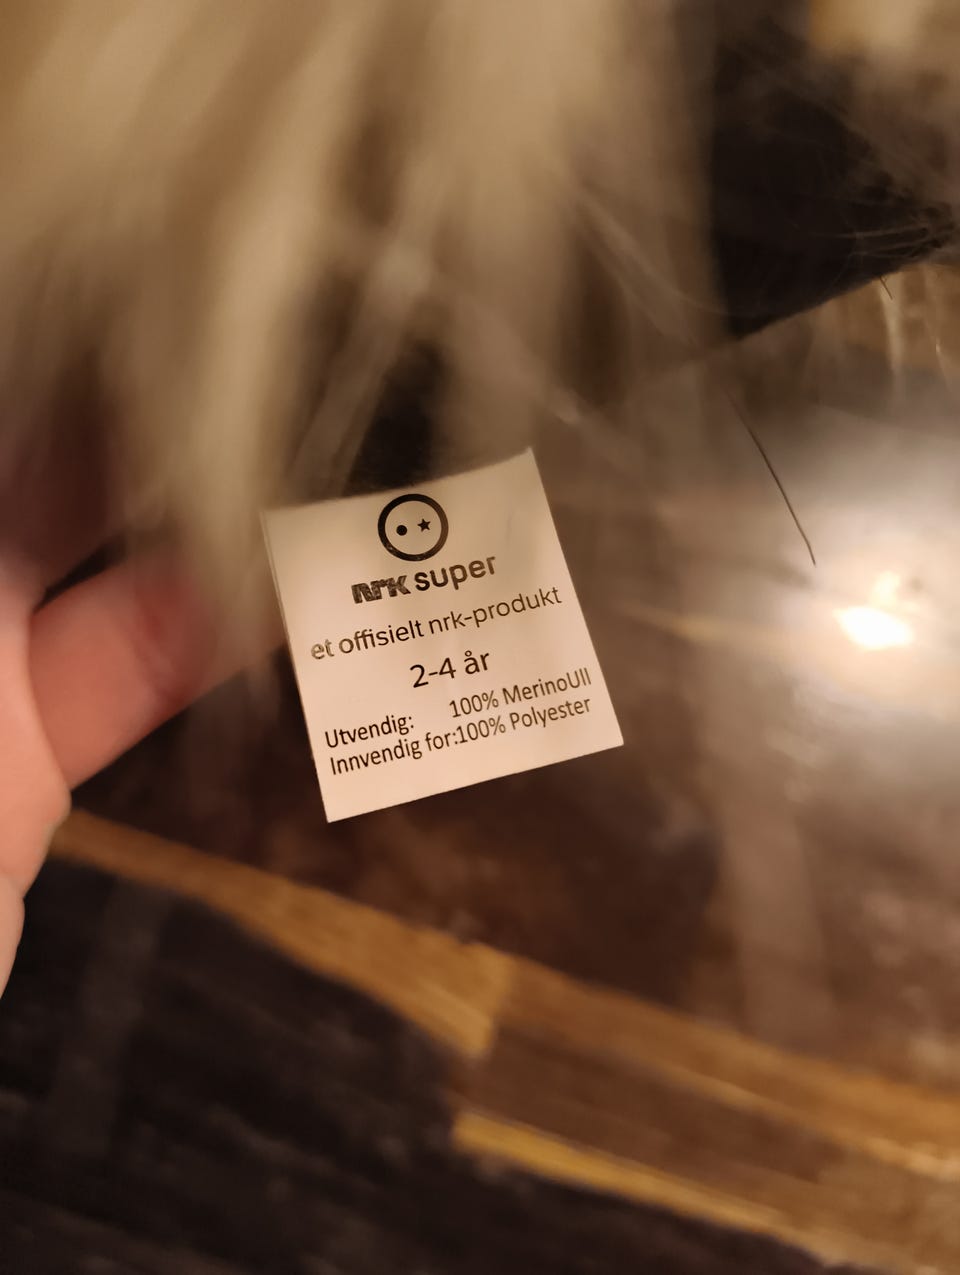 nrk super
et offisielt nrk-produkt
2-4 år
Utvendig: 100% MerinoUll
Innvendig for:100% Polyester